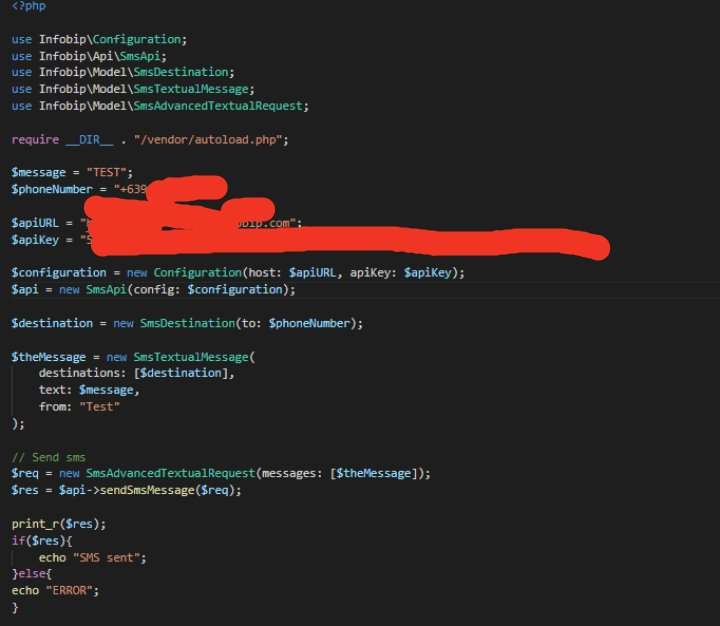 <?php
use Infobip\Configuration;
use Infobip\Api\SmsApi;
use Infobip\Model\SmsDestination;
use Infobip\Model\SmsTextualMessage;
use Infobip\Model\SmsAdvancedTextualRequest;
require __DIR__ . "/vendor/autoload.php";
$message = "TEST";
$phoneNumber = "+639
$apiURL = ".com";
$apiKey = "
$configuration = new Configuration(host: $apiURL, apiKey: $apiKey);
$api = new SmsApi(config: $configuration);
$destination = new SmsDestination(to: $phoneNumber);
$theMessage = new SmsTextualMessage(
destinations: [$destination],
text: $message,
from: "Test"
);
// Send sms
$req = new SmsAdvancedTextualRequest(messages: [$theMessage]);
$res = $api->sendSmsMessage($req);
print_r($res);
if($res){
echo "SMS sent";
}else{
echo "ERROR";
}